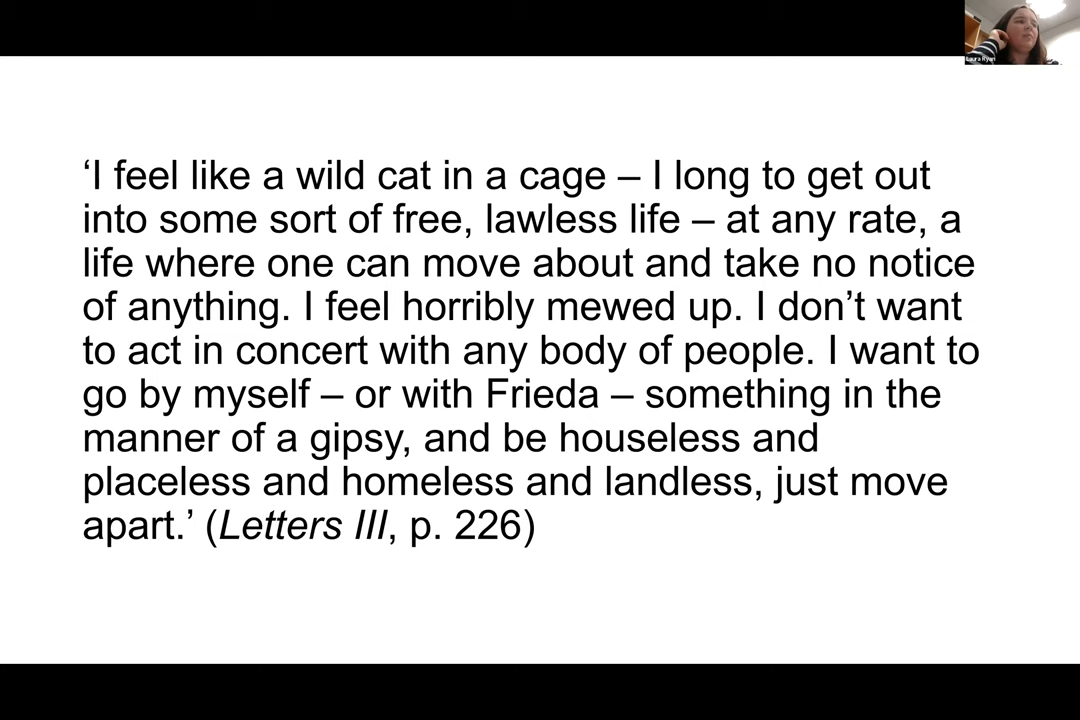 Laura Ryan
‘I feel like a wild cat in a cage – I long to get out
into some sort of free, lawless life – at any rate, a
life where one can move about and take no notice
of anything. I feel horribly mewed up. I don’t want
to act in concert with any body of people. I want to
go by myself – or with Frieda – something in the
manner of a gipsy, and be houseless and
placeless and homeless and landless, just move
apart.’ (Letters III, p. 226)